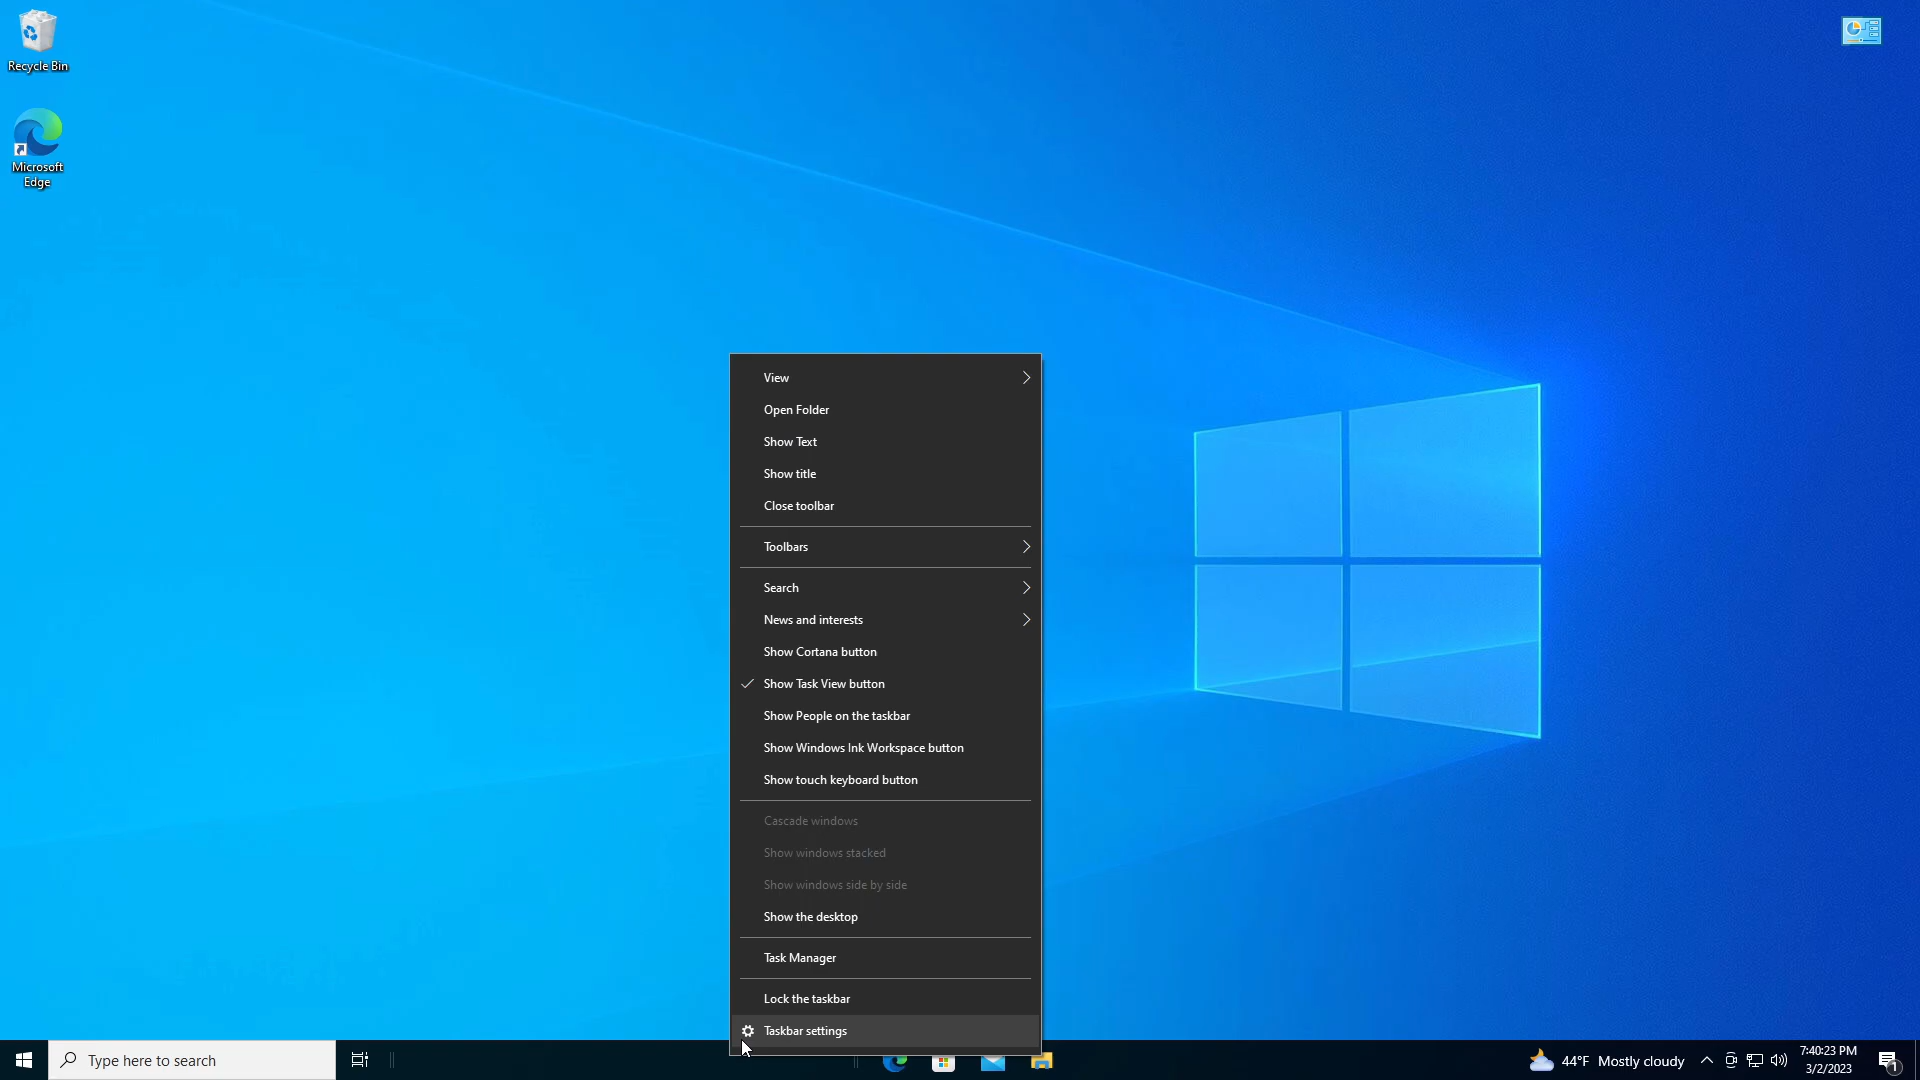 Recycle Bin
Microsoft
Edge
View
Open Folder
Show Text
Show title
Close toolbar
Toolbars
Search
News and interests
Show Cortana button
Show Task View button
Show People on the taskbar
Show Windows Ink Workspace button
Show touch keyboard button
Cascade windows
Show windows stacked
Show windows side by side
Show the desktop
Task Manager
Lock the taskbar
Taskbar settings
Type here to search
44°F Mostly cloudy
7:40:23 PM
3/2/2023
1